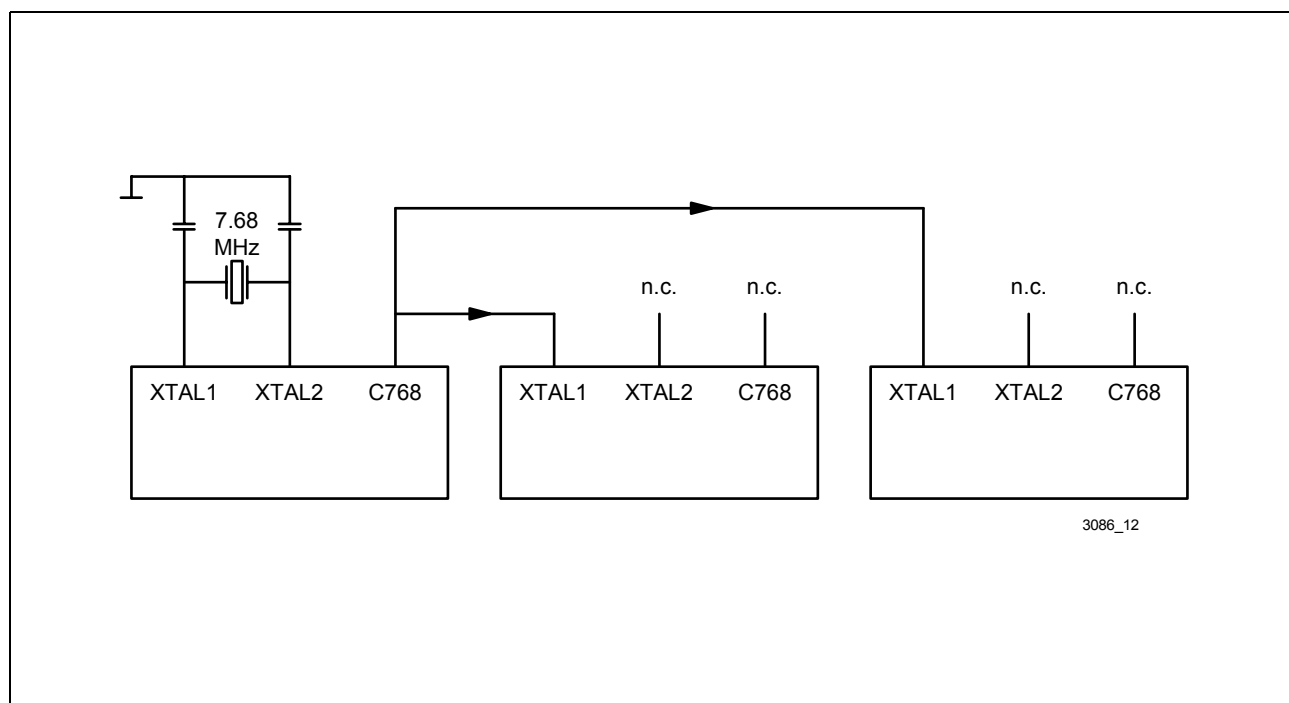 7.68
MHz
n.c. n.c. n.c. n.c.
XTAL1 XTAL2 C768 XTAL1 XTAL2 C768 XTAL1 XTAL2 C768
3086_12